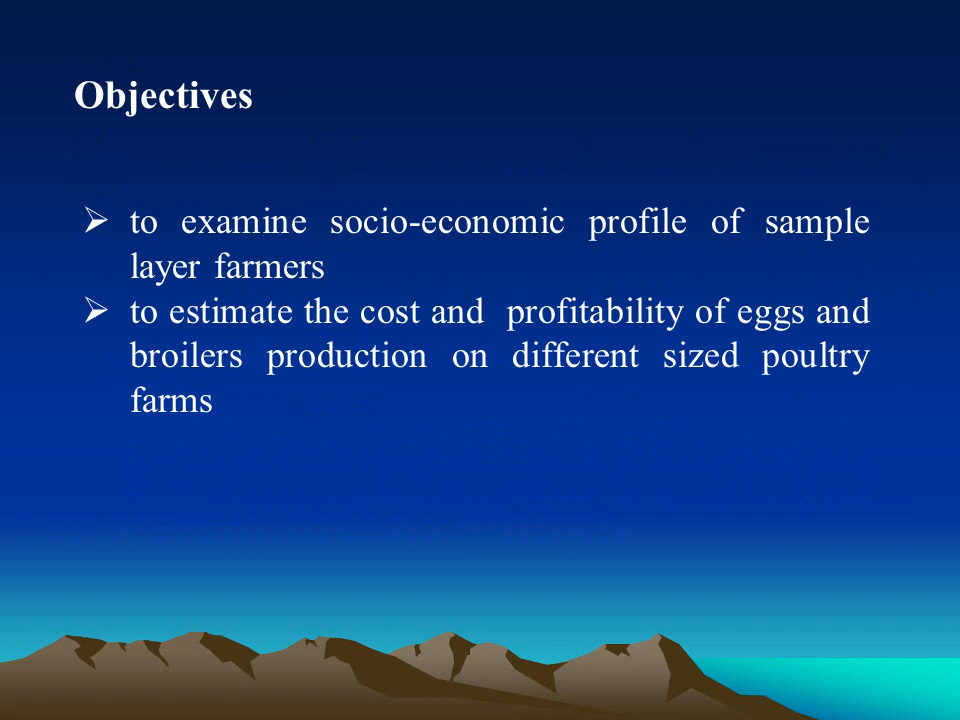 Objectives
➢ to examine socio-economic profile of sample
layer farmers
➢ to estimate the cost and profitability of eggs and
broilers production on different sized poultry
farms